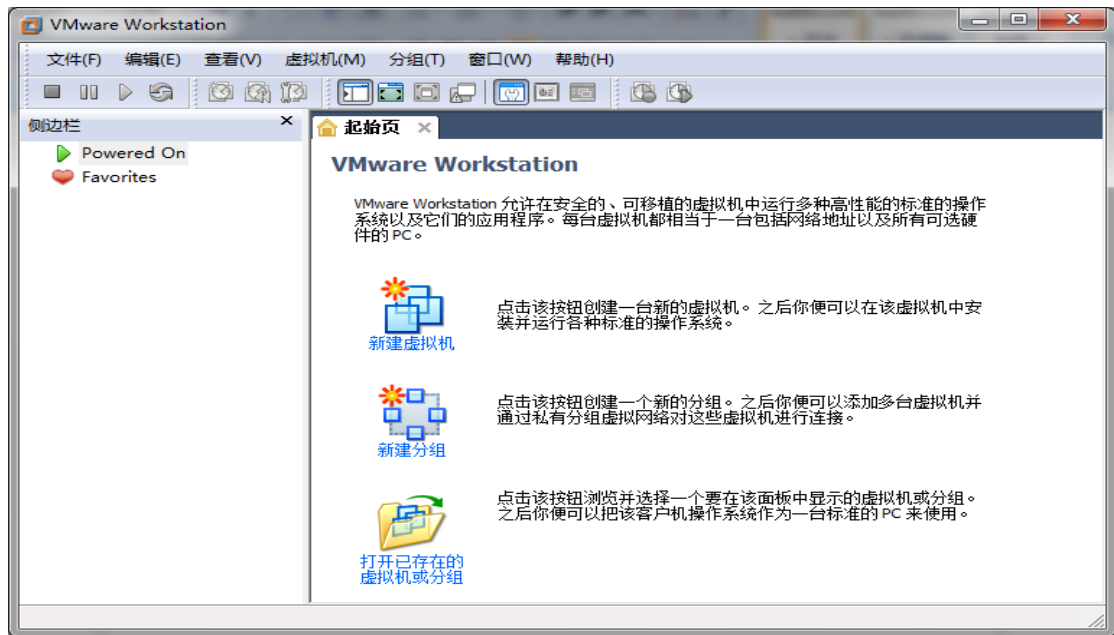 VMware Workstation
文件(F) 编辑(E) 查看(V) 虚拟机(M) 分组(T) 窗口(W) 帮助(H)
侧边栏
起始页
Powered On
Favorites
VMware Workstation
VMware Workstation 允许在安全的、可移植的虚拟机中运行多种高性能的标准的操作
系统以及它们的应用程序。每台虚拟机都相当于一台包括网络地址以及所有可选硬
件的 PC。
点击该按钮创建一台新的虚拟机。之后你便可以在该虚拟机中安
装并运行各种标准的操作系统。
新建虚拟机
点击该按钮创建一个新的分组。之后你便可以添加多台虚拟机并
通过私有分组虚拟网络对这些虚拟机进行连接。
新建分组
点击该按钮浏览并选择一个要在该面板中显示的虚拟机或分组。
之后你便可以把该客户机操作系统作为一台标准的 PC 来使用。
打开已存在的
虚拟机或分组